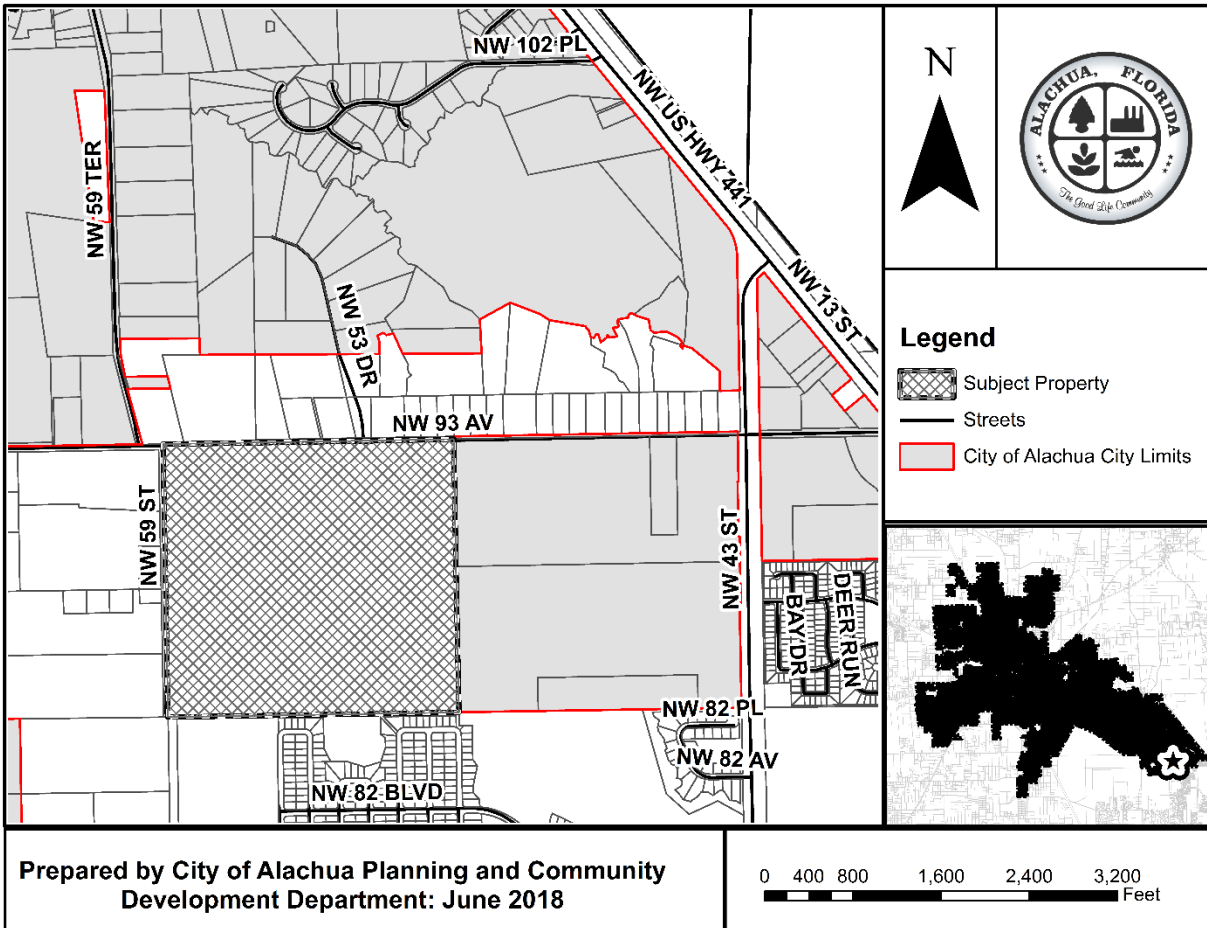 NW 102 PL
NW US HWY 441
NW 59 TER
NW 13 ST
NW 53 DR
NW 93 AV
NW 59 ST
NW 43 ST
BAY DR
DEER RUN
NW 82 PL
NW 82 AV
NW 82 BLVD
N
ALACHUA, FLORIDA
The Good Life Community
Legend
Subject Property
Streets
City of Alachua City Limits
Prepared by City of Alachua Planning and Community
Development Department: June 2018
0 400 800 1,600 2,400 3,200
Feet